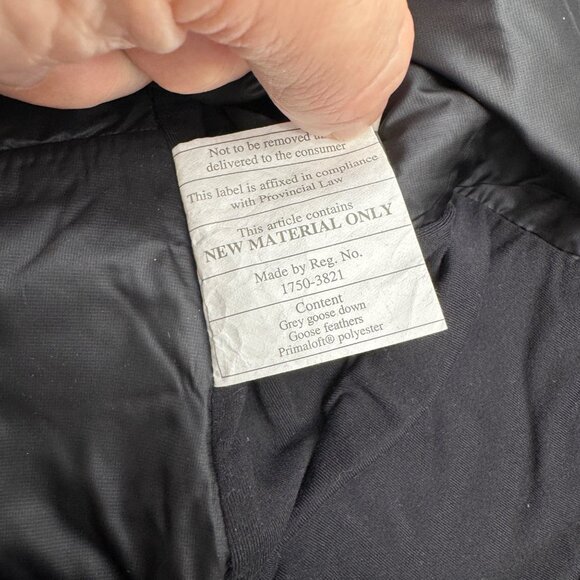 Not to be removed
delivered to the consumer
This label is affixed in compliance
with Provincial Law
This article contains
NEW MATERIAL ONLY
Made by Reg. No.
1750-3821
Content
Grey goose down
Goose feathers
Primaloft® polyester